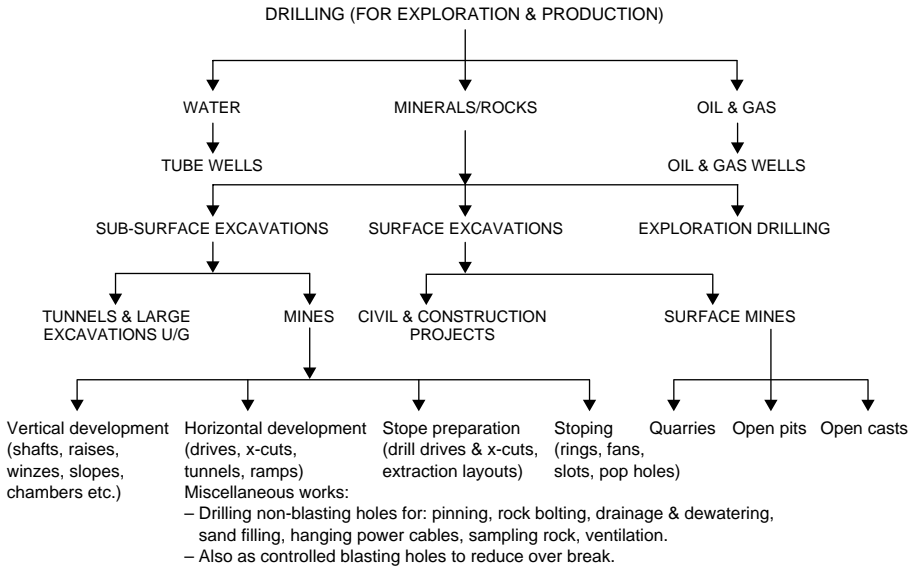 DRILLING (FOR EXPLORATION & PRODUCTION)
WATER
MINERALS/ROCKS
OIL & GAS
TUBE WELLS
OIL & GAS WELLS
SUB-SURFACE EXCAVATIONS
SURFACE EXCAVATIONS
EXPLORATION DRILLING
TUNNELS & LARGE
EXCAVATIONS U/G
MINES
CIVIL & CONSTRUCTION
PROJECTS
SURFACE MINES
Vertical development
(shafts, raises,
winzes, slopes,
chambers etc.)
Horizontal development
(drives, x-cuts,
tunnels, ramps)
Stope preparation
(drill drives & x-cuts,
extraction layouts)
Stoping
(rings, fans,
slots, pop holes)
Quarries
Open pits
Open casts
Miscellaneous works:
– Drilling non-blasting holes for: pinning, rock bolting, drainage & dewatering,
sand filling, hanging power cables, sampling rock, ventilation.
– Also as controlled blasting holes to reduce over break.